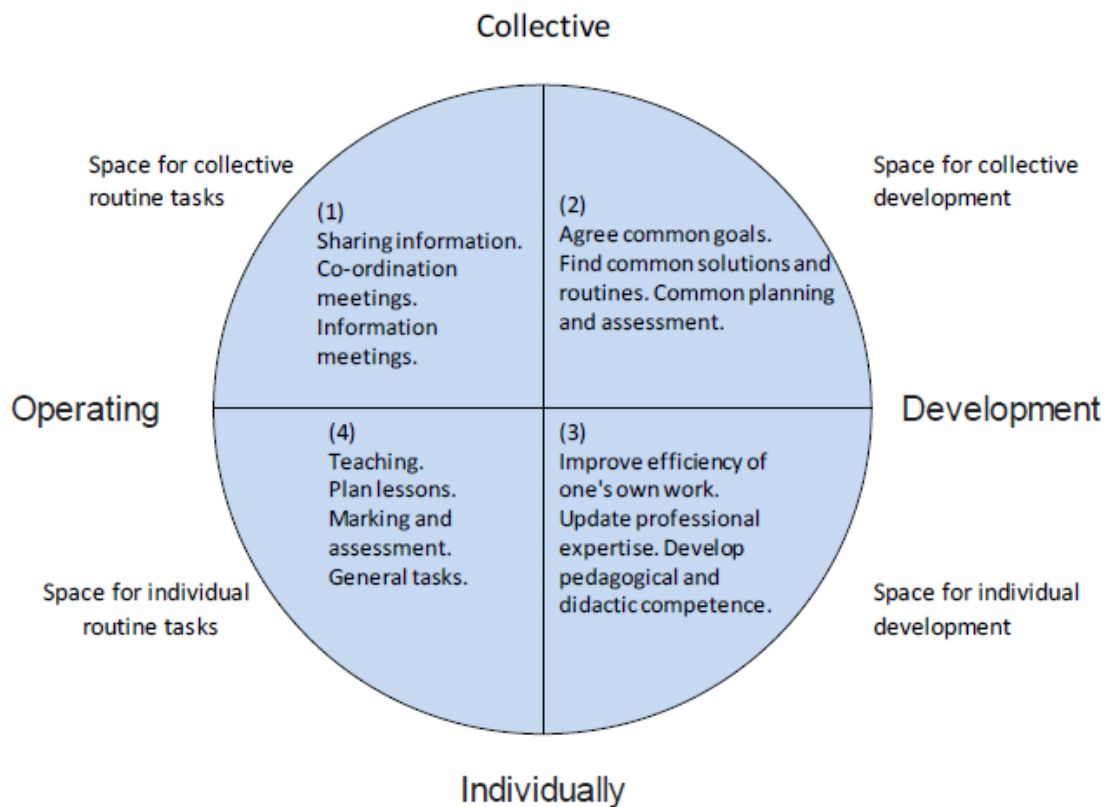 Collective
Space for collective
routine tasks
Space for collective
development
(1)
Sharing information.
Co-ordination
meetings.
Information
meetings.
(2)
Agree common goals.
Find common solutions and
routines. Common planning
and assessment.
Operating
Development
(4)
Teaching.
Plan lessons.
Marking and
assessment.
General tasks.
(3)
Improve efficiency of
one's own work.
Update professional
expertise. Develop
pedagogical and
didactic competence.
Space for individual
routine tasks
Space for individual
development
Individually